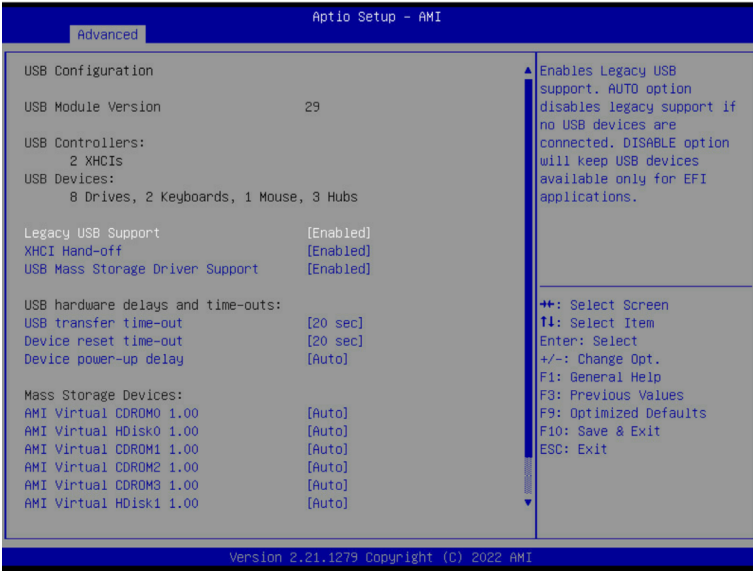 Aptio Setup – AMI
Advanced
USB Configuration
USB Module Version 29
USB Controllers:
2 XHCIs
USB Devices:
8 Drives, 2 Keyboards, 1 Mouse, 3 Hubs
Legacy USB Support [Enabled]
XHCI Hand-off [Enabled]
USB Mass Storage Driver Support [Enabled]
USB hardware delays and time-outs:
USB transfer time-out [20 sec]
Device reset time-out [20 sec]
Device power-up delay [Auto]
Mass Storage Devices:
AMI Virtual CDROM0 1.00 [Auto]
AMI Virtual HDisk0 1.00 [Auto]
AMI Virtual CDROM1 1.00 [Auto]
AMI Virtual CDROM2 1.00 [Auto]
AMI Virtual CDROM3 1.00 [Auto]
AMI Virtual HDisk1 1.00 [Auto]
Enables Legacy USB
support. AUTO option
disables legacy support if
no USB devices are
connected. DISABLE option
will keep USB devices
available only for EFI
applications.
→←: Select Screen
↑↓: Select Item
Enter: Select
+/-: Change Opt.
F1: General Help
F3: Previous Values
F9: Optimized Defaults
F10: Save & Exit
ESC: Exit
Version 2.21.1279 Copyright (C) 2022 AMI